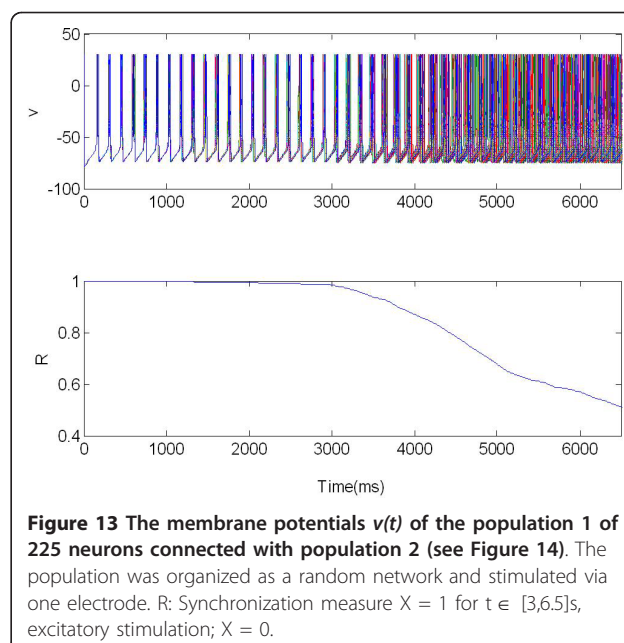 50
0
-50
-100
v
0
1000
2000
3000
4000
5000
6000
1
0.8
0.6
0.4
R
0
1000
2000
3000
4000
5000
6000
Time(ms)
Figure 13 The membrane potentials v(t) of the population 1 of
225 neurons connected with population 2 (see Figure 14). The
population was organized as a random network and stimulated via
one electrode. R: Synchronization measure X = 1 for t ∈ [3,6.5]s,
excitatory stimulation; X = 0.